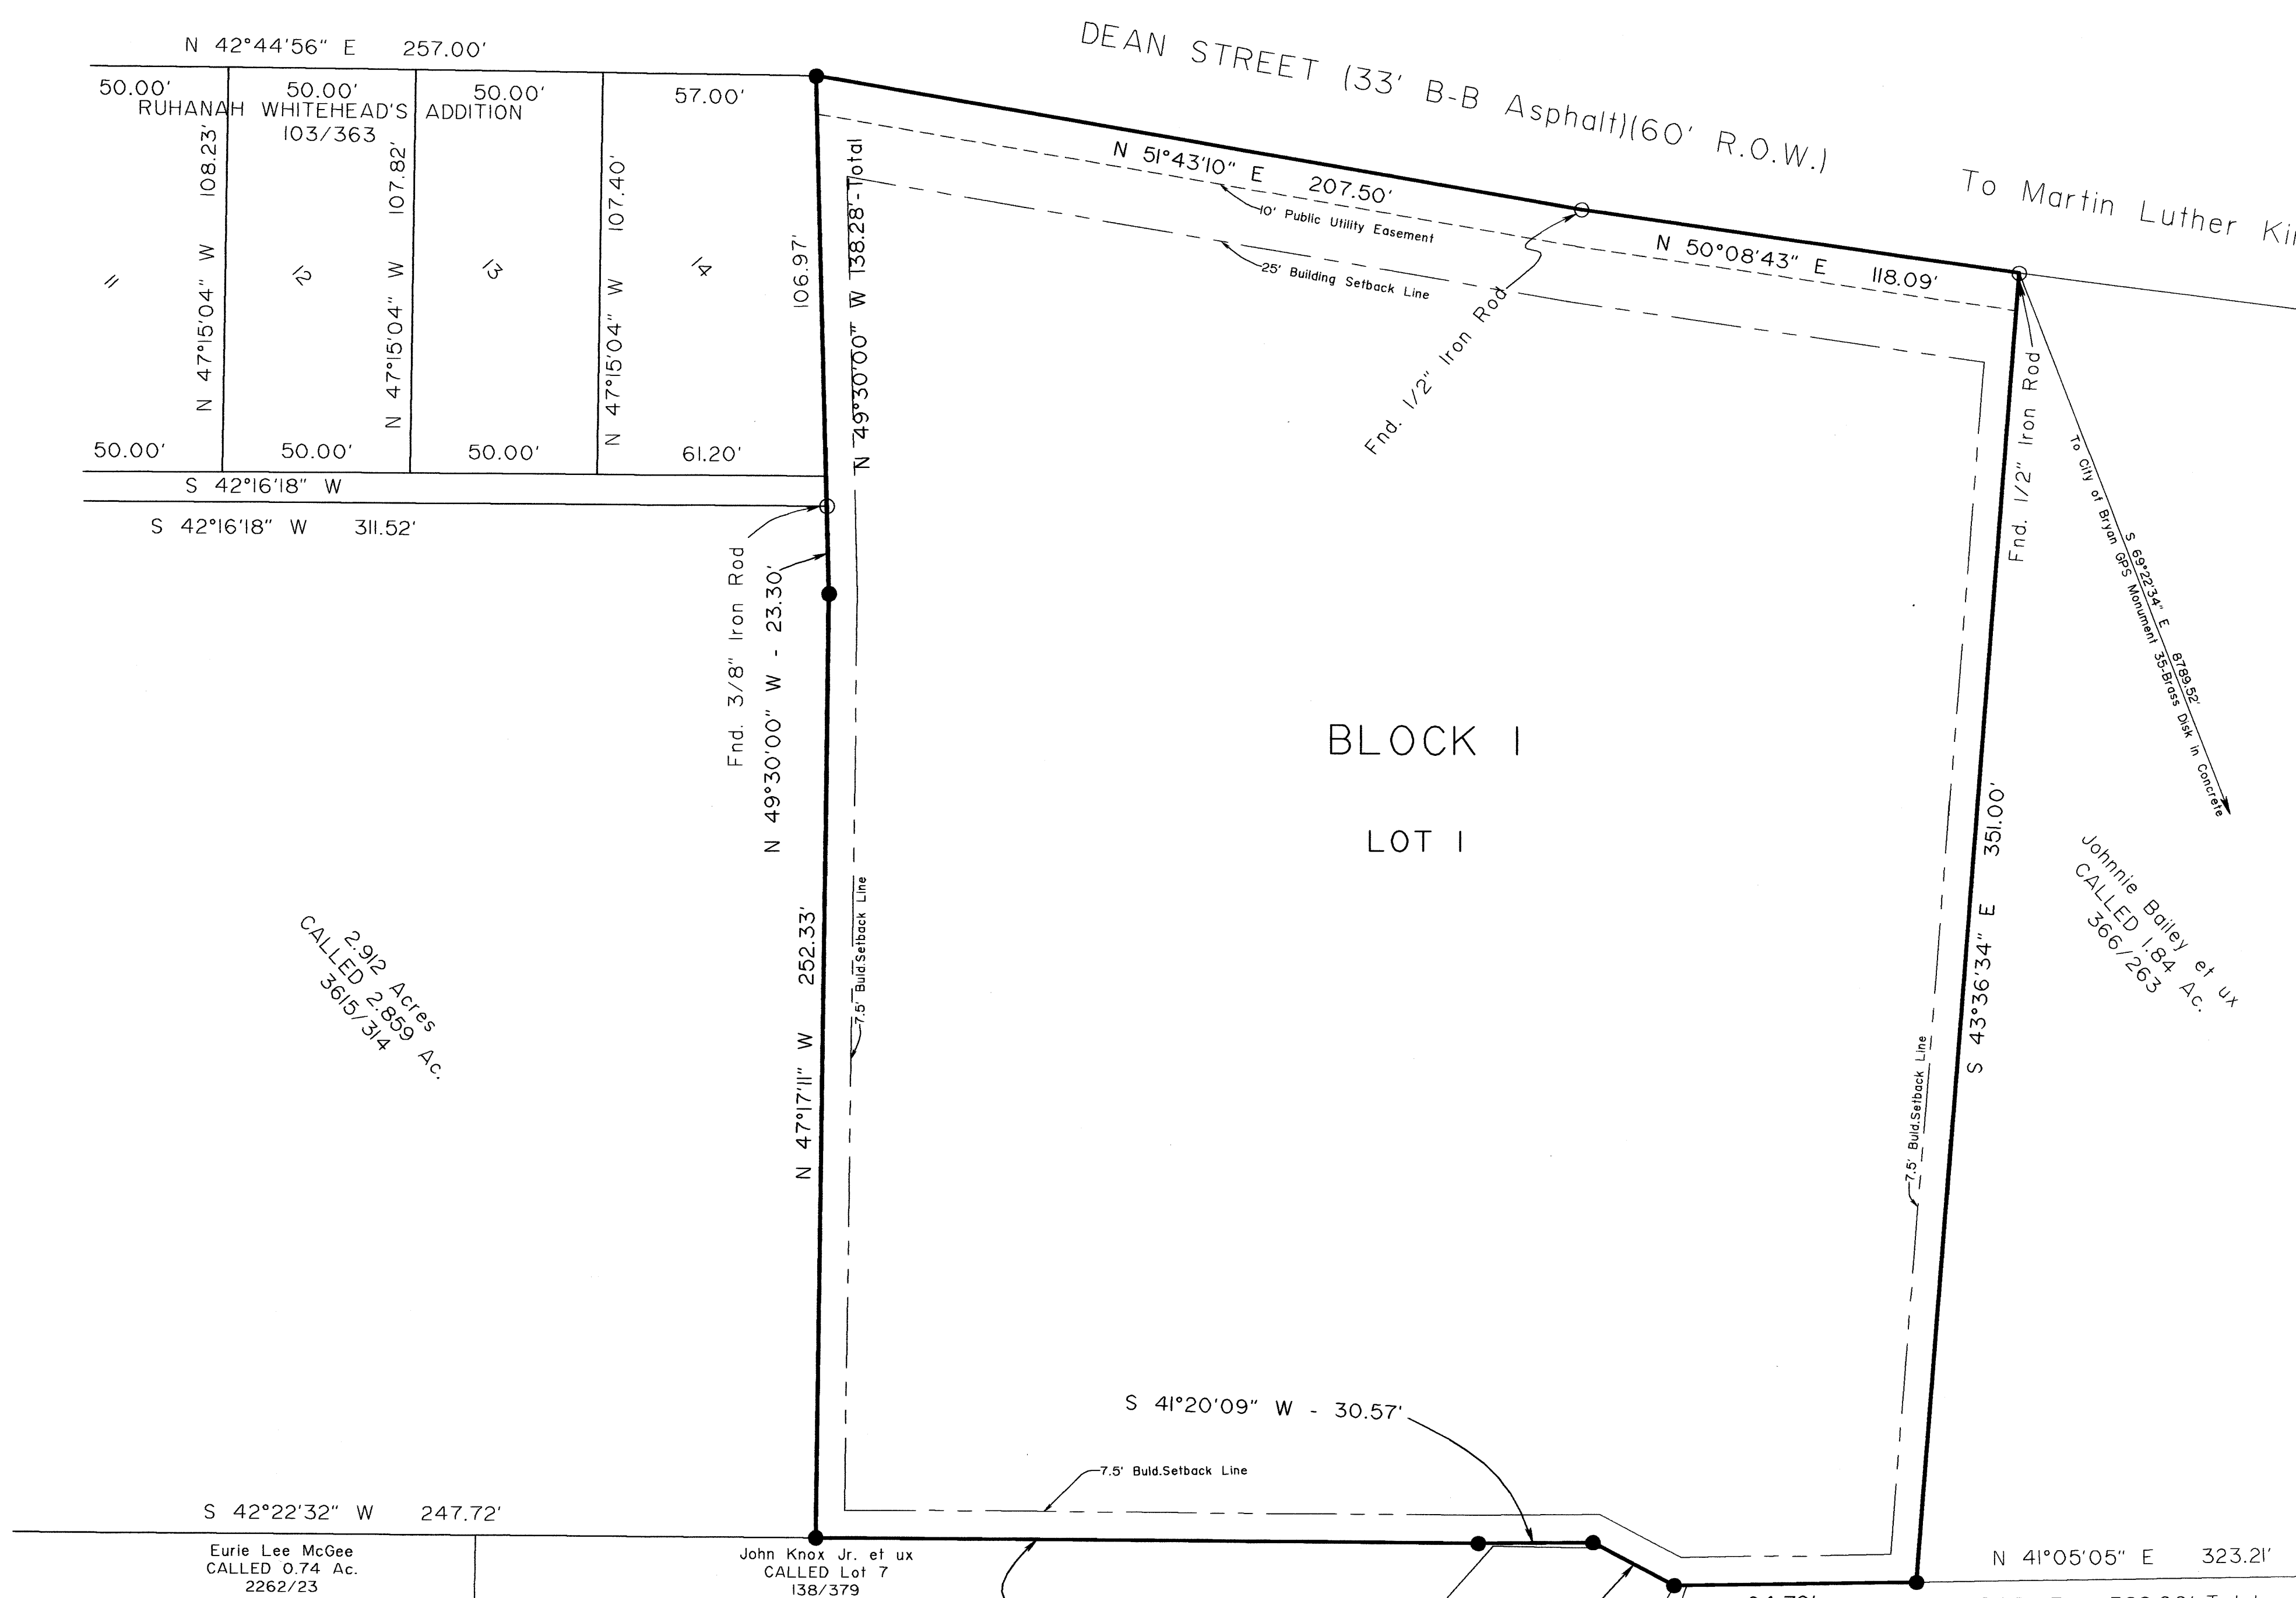 N 42°44'56" E 257.00'
DEAN STREET (33' B-B Asphalt)(60' R.O.W.)
To Martin Luther
50.00'
50.00'
50.00'
57.00'
RUHANAH WHITEHEAD'S ADDITION
103/363
N 47°15'04" W 108.23'
N 47°15'04" W 107.82'
N 47°15'04" W 107.40'
106.97'
N 49°30'00" W 138.28'-Total
11
12
13
14
N 51°43'10" E 207.50'
10' Public Utility Easement
25' Building Setback Line
N 50°08'43" E 118.09'
Fnd. 1/2" Iron Rod
Fnd. 1/2" Iron Rod
50.00'
50.00'
50.00'
61.20'
S 42°16'18" W
S 42°16'18" W 311.52'
Fnd. 3/8" Iron Rod
N 49°30'00" W - 23.30'
S 69°22'34" E 8789.52'
To City of Bryan GPS Monument 35-Brass Disk in Concrete
BLOCK 1
LOT 1
2.912 Acres
CALLED 2.859 Ac.
3615/314
N 47°17'11" W 252.33'
7.5' Buld.Setback Line
S 43°36'34" E 351.00'
7.5' Buld.Setback Line
Johnnie Bailey et ux
CALLED 1.84 Ac.
366/263
S 41°20'09" W - 30.57'
7.5' Buld.Setback Line
S 42°22'32" W 247.72'
Eurie Lee McGee
CALLED 0.74 Ac.
2262/23
John Knox Jr. et ux
CALLED Lot 7
138/379
N 41°05'05" E 323.21'